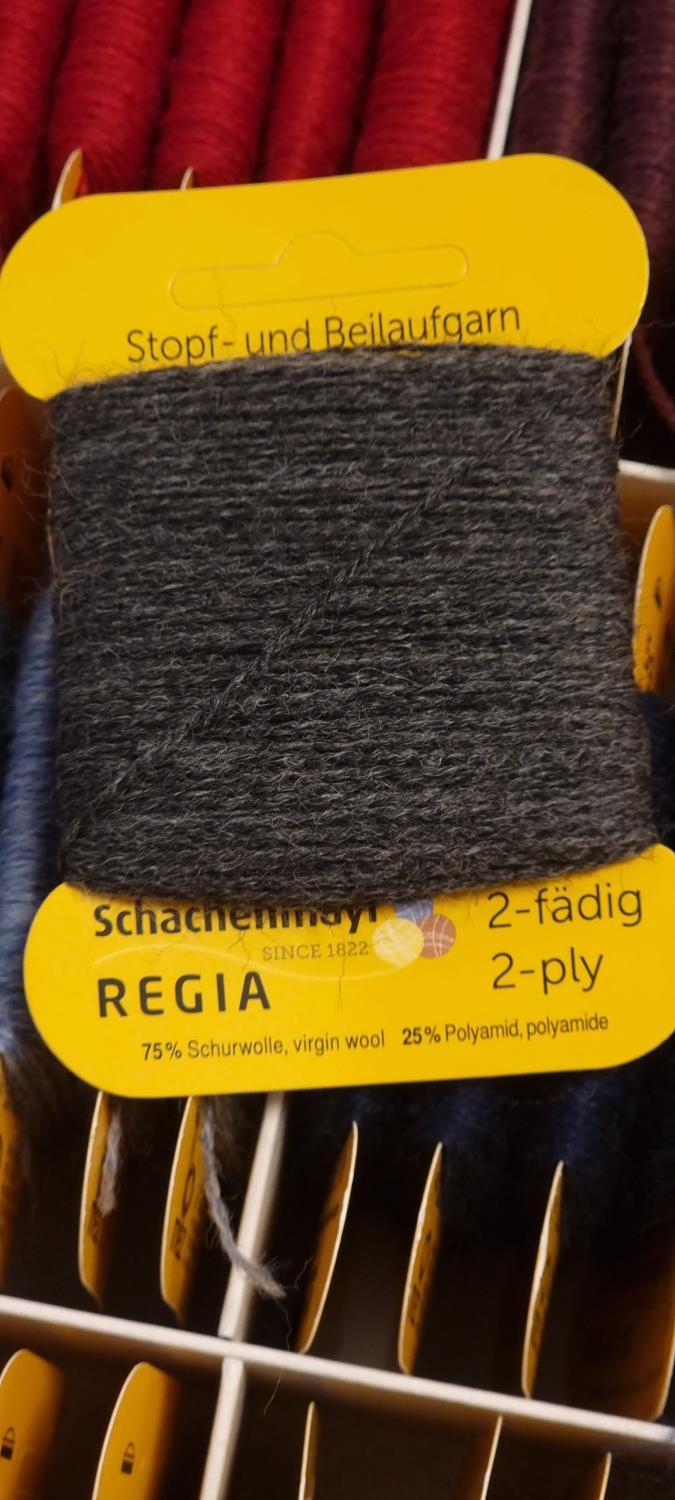 Stopf- und Beilaufgarn
Schachenmayr
SINCE 1822
REGIA
2-fädig
2-ply
75% Schurwolle, virgin wool 25% Polyamid, polyamide